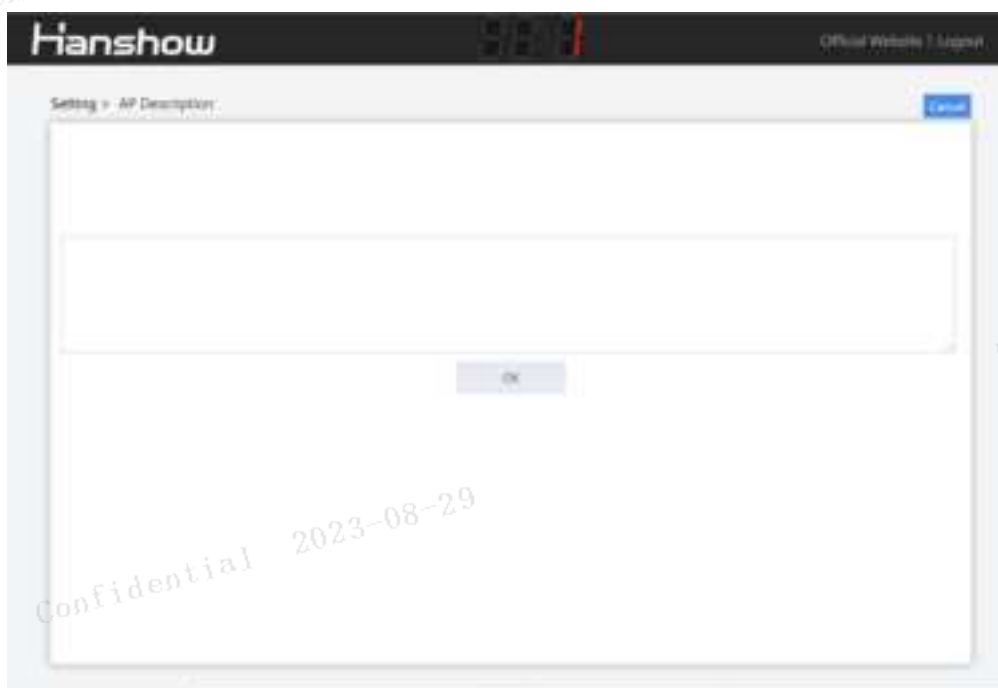 Hanshow
Official Website | Logout
Setting > AP Description
Cancel
OK
Confidential 2023-08-29